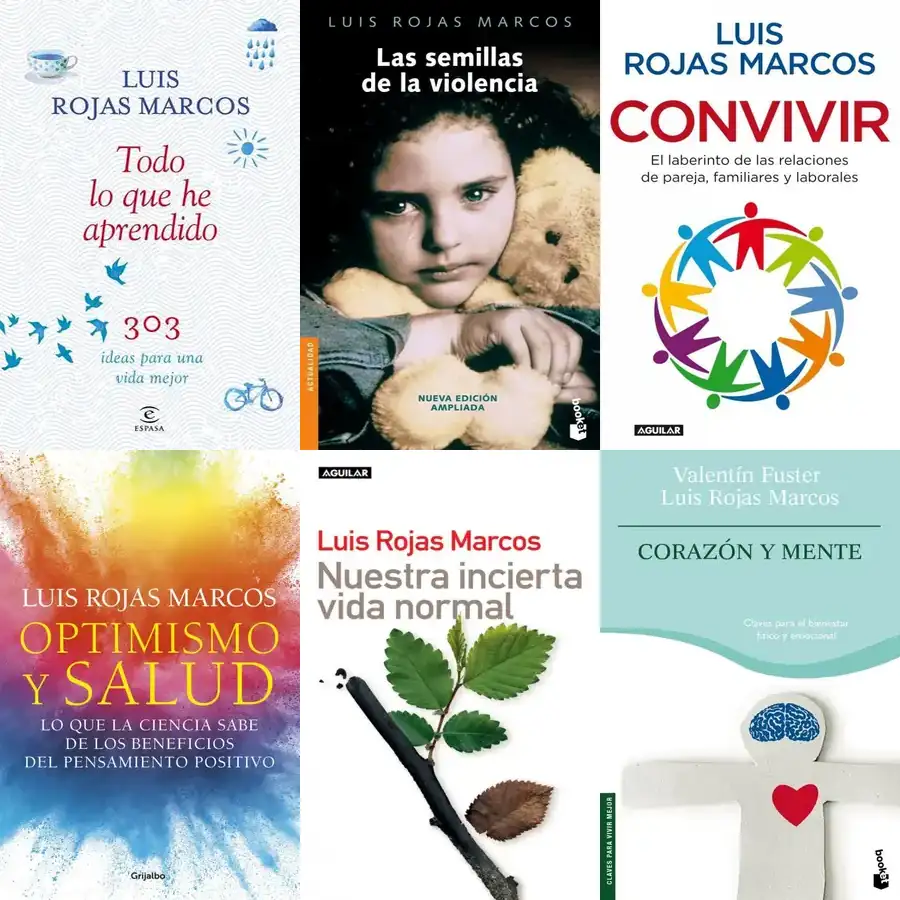 LUIS
ROJAS MARCOS
Todo
lo que he
aprendido
303
ideas para una
vida mejor
e
ESPASA
LUIS ROJAS MARCOS
Las semillas
de la violencia
ACTUALIDAD
NUEVA EDICIÓN
AMPLIADA
booket
LUIS
ROJAS MARCOS
CONVIVIR
El laberinto de las relaciones
de pareja, familiares y laborales
AGUILAR
LUIS ROJAS MARCOS
OPTIMISMO
Y SALUD
LO QUE LA CIENCIA SABE
DE LOS BENEFICIOS
DEL PENSAMIENTO POSITIVO
Grijalbo
AGUILAR
Luis Rojas Marcos
Nuestra incierta
vida normal
Valentín Fuster
Luis Rojas Marcos
CORAZÓN Y MENTE
Claves para el bienestar
físico y emocional
CLAVES PARA VIVIR MEJOR
booket